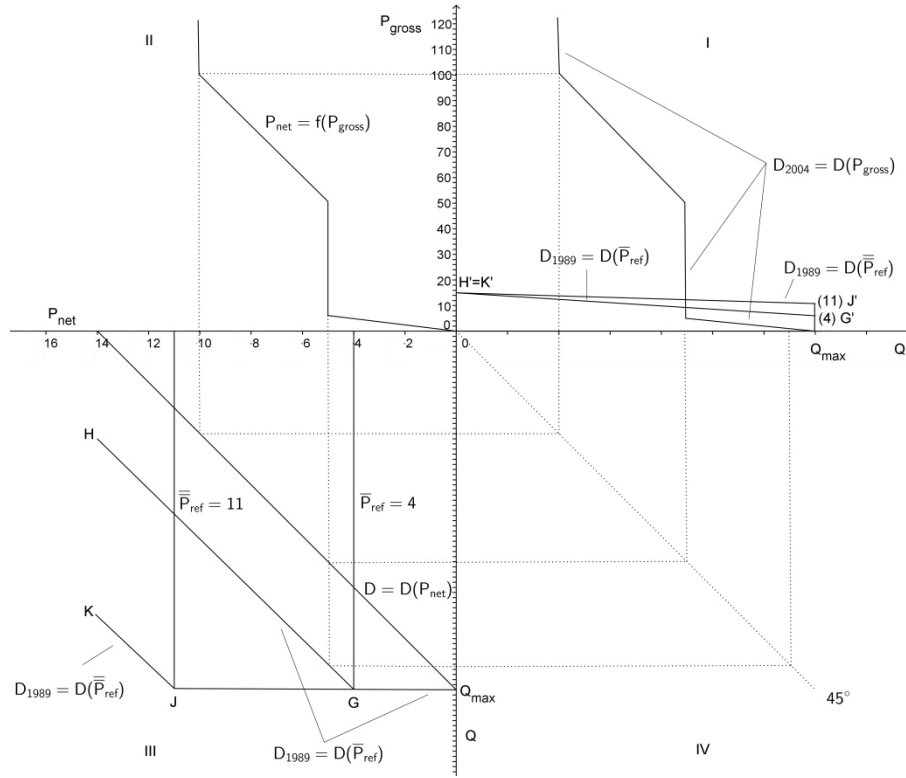 P_gross
II
I
120
110
100
90
80
70
60
50
40
30
20
10
0
P_net = f(P_gross)
D_2004 = D(P_gross)
D_1989 = D(P̅_ref)
D_1989 = D(P̿_ref)
H'=K'
(11) J'
(4) G'
P_net
16 14 12 11 10 8 6 4 2 0
Q_max Q
H
P̿_ref = 11
P̅_ref = 4
D = D(P_net)
K
D_1989 = D(P̿_ref)
J
G
Q_max
45°
Q
D_1989 = D(P̅_ref)
III
IV